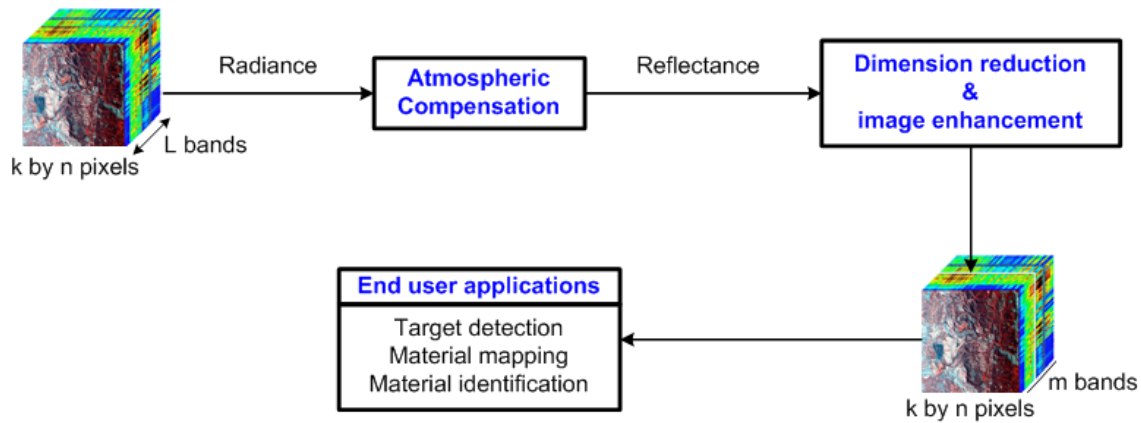 Radiance
Atmospheric
Compensation
Reflectance
Dimension reduction
&
image enhancement
L bands
k by n pixels
End user applications
Target detection
Material mapping
Material identification
m bands
k by n pixels